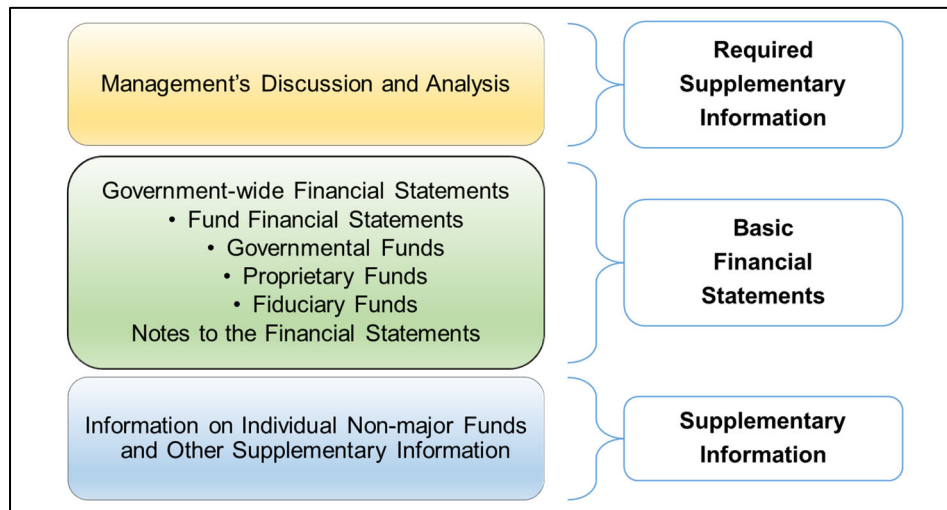 Management’s Discussion and Analysis
Required
Supplementary
Information
Government-wide Financial Statements
• Fund Financial Statements
• Governmental Funds
• Proprietary Funds
• Fiduciary Funds
Notes to the Financial Statements
Basic
Financial
Statements
Information on Individual Non-major Funds
and Other Supplementary Information
Supplementary
Information